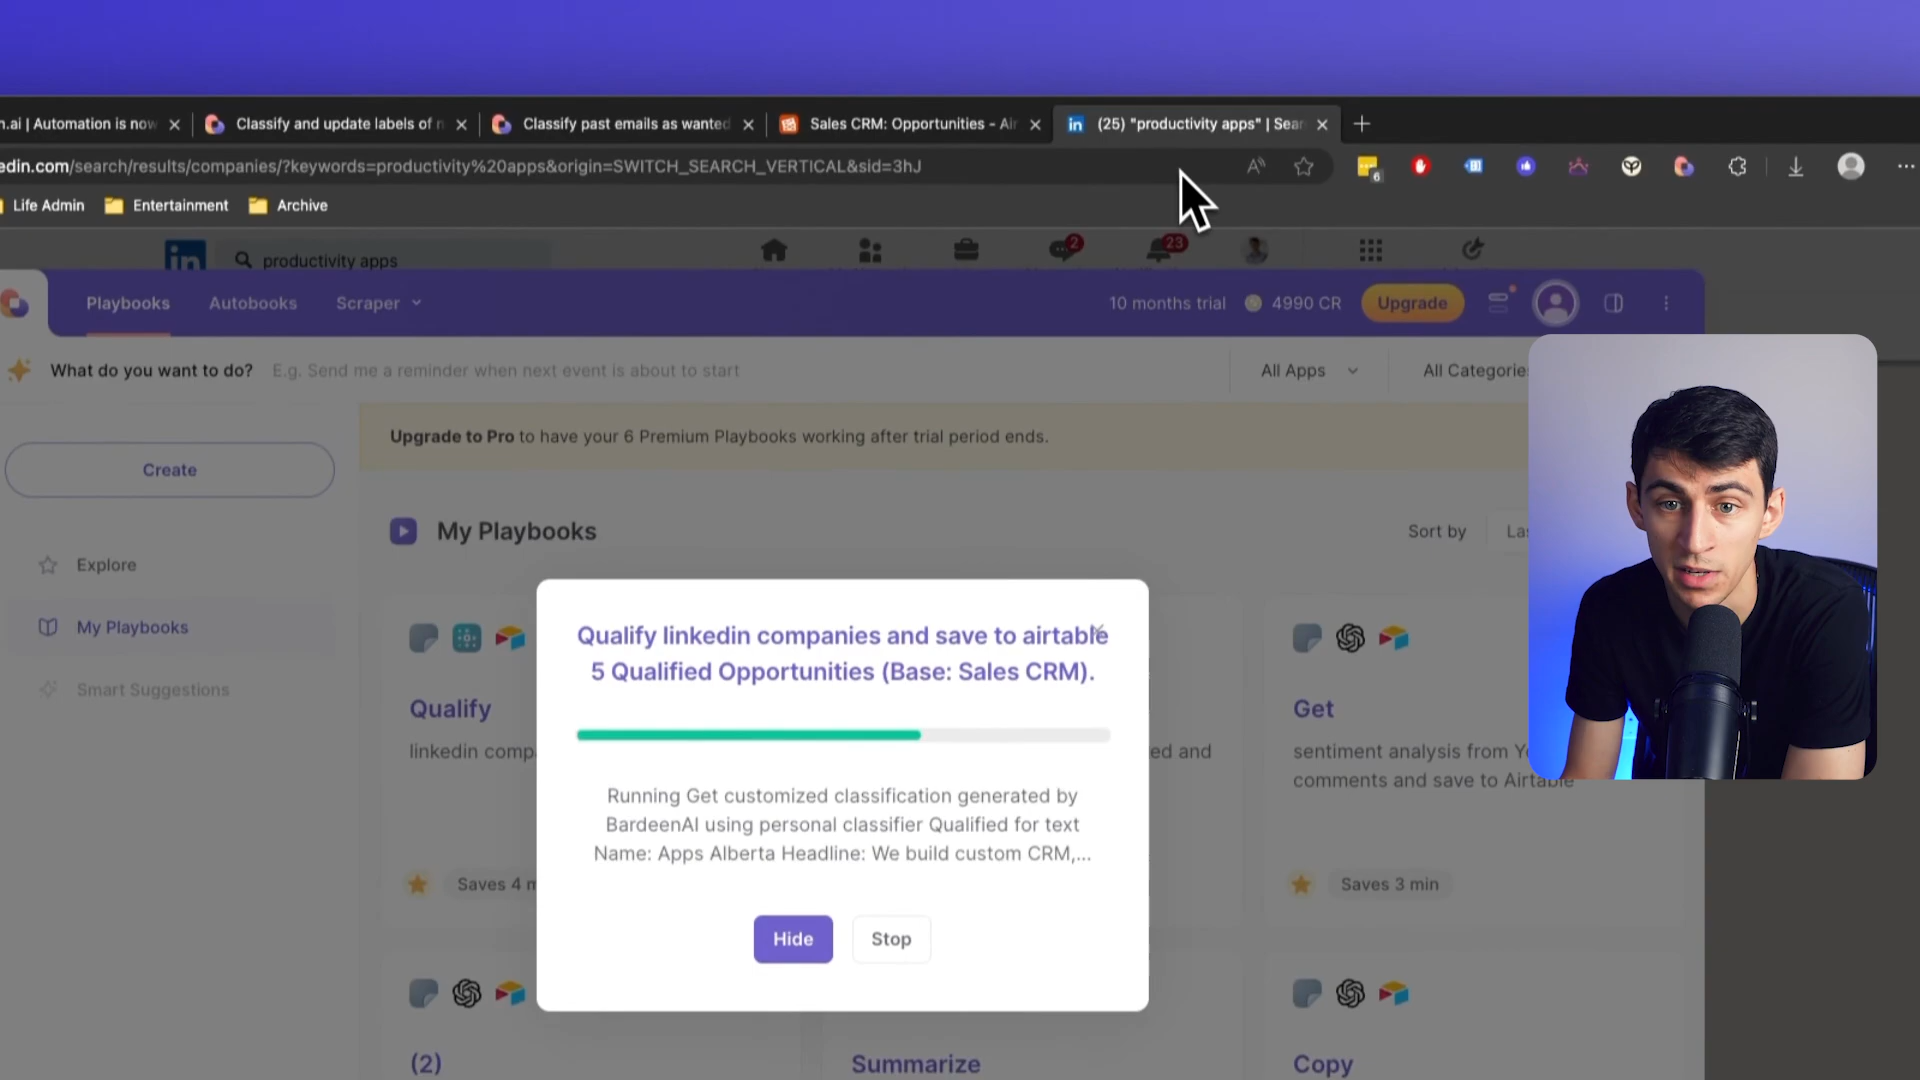 n.ai | Automation is now
Classify and update labels of n
Classify past emails as wanted
Sales CRM: Opportunities - Air
(25) "productivity apps" | Sear
edin.com/search/results/companies/?keywords=productivity%20apps&origin=SWITCH_SEARCH_VERTICAL&sid=3hJ
6
Life Admin
Entertainment
Archive
in
productivity apps
2
23
Playbooks
Autobooks
Scraper
10 months trial
4990 CR
Upgrade
What do you want to do?
E.g. Send me a reminder when next event is about to start
All Apps
All Categorie
Upgrade to Pro to have your 6 Premium Playbooks working after trial period ends.
Create
Explore
My Playbooks
Smart Suggestions
My Playbooks
Sort by
Las
Qualify linkedin companies and save to airtable
5 Qualified Opportunities (Base: Sales CRM).
Running Get customized classification generated by
BardeenAI using personal classifier Qualified for text
Name: Apps Alberta Headline: We build custom CRM,...
Hide
Stop
Qualify
linkedin comp
Saves 4 m
ed and
Get
sentiment analysis from Yo
comments and save to Airtable
Saves 3 min
(2)
Summarize
Copy